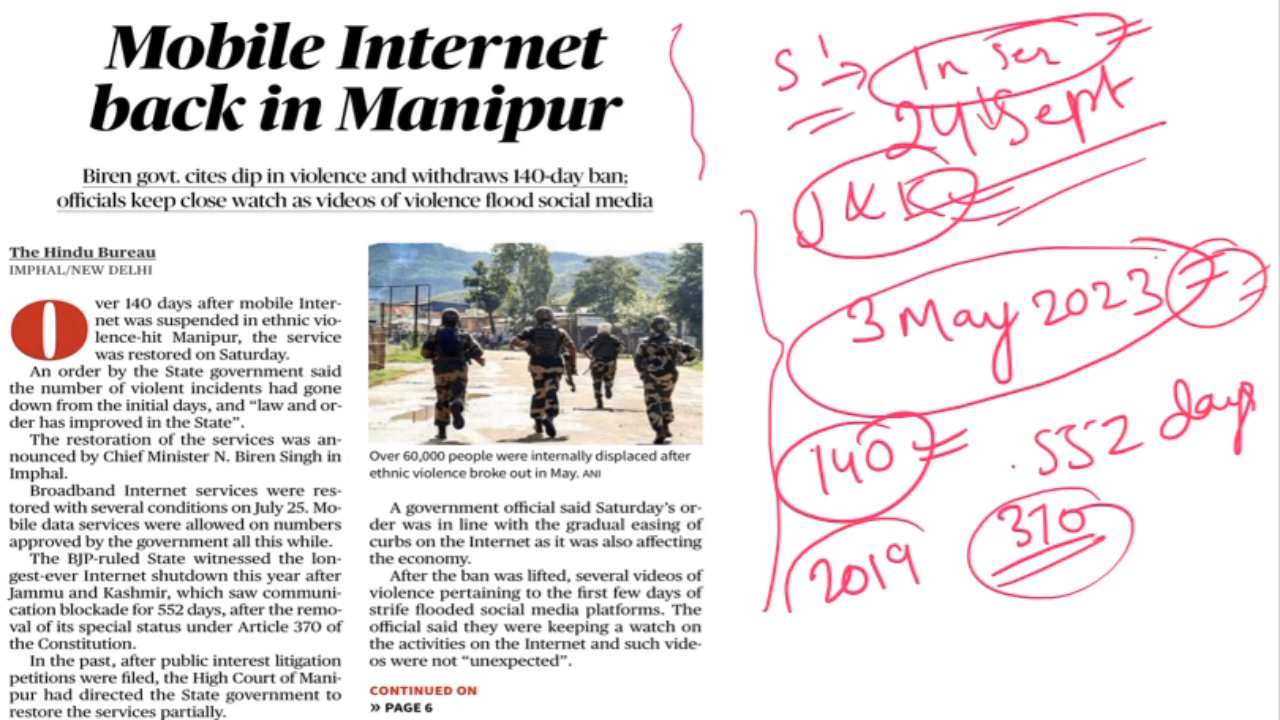 Mobile Internet
back in Manipur
Biren govt. cites dip in violence and withdraws 140-day ban;
officials keep close watch as videos of violence flood social media
The Hindu Bureau
IMPHAL/NEW DELHI
Over 140 days after mobile Inter-
net was suspended in ethnic vio-
lence-hit Manipur, the service
was restored on Saturday.
An order by the State government said
the number of violent incidents had gone
down from the initial days, and “law and or-
der has improved in the State”.
The restoration of the services was an-
nounced by Chief Minister N. Biren Singh in
Imphal.
Broadband Internet services were res-
tored with several conditions on July 25. Mo-
bile data services were allowed on numbers
approved by the government all this while.
The BJP-ruled State witnessed the lon-
gest-ever Internet shutdown this year after
Jammu and Kashmir, which saw communi-
cation blockade for 552 days, after the remo-
val of its special status under Article 370 of
the Constitution.
In the past, after public interest litigation
petitions were filed, the High Court of Mani-
pur had directed the State government to
restore the services partially.
Over 60,000 people were internally displaced after
ethnic violence broke out in May. ANI
A government official said Saturday’s or-
der was in line with the gradual easing of
curbs on the Internet as it was also affecting
the economy.
After the ban was lifted, several videos of
violence pertaining to the first few days of
strife flooded social media platforms. The
official said they were keeping a watch on
the activities on the Internet and such vide-
os were not “unexpected”.
CONTINUED ON
» PAGE 6
In ser
24th Sept
J & K
3 May 2023
140
552 days
370
2019